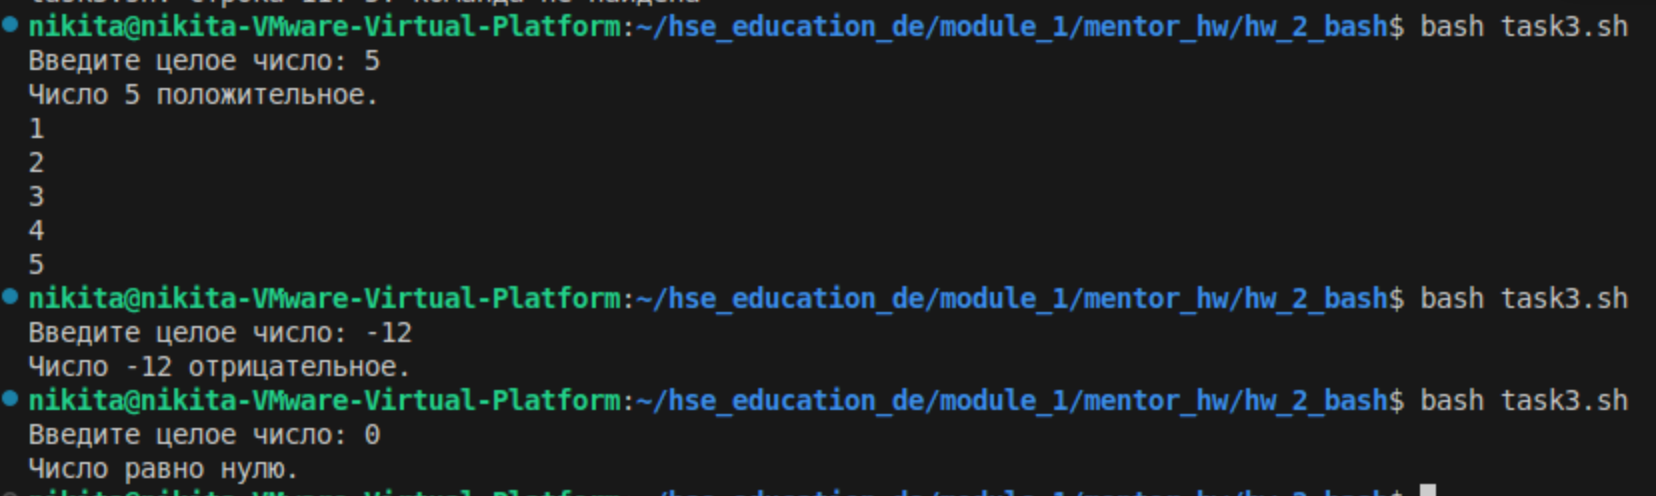 nikita@nikita-VMware-Virtual-Platform:~/hse_education_de/module_1/mentor_hw/hw_2_bash$ bash task3.sh
Введите целое число: 5
Число 5 положительное.
1
2
3
4
5
nikita@nikita-VMware-Virtual-Platform:~/hse_education_de/module_1/mentor_hw/hw_2_bash$ bash task3.sh
Введите целое число: -12
Число -12 отрицательное.
nikita@nikita-VMware-Virtual-Platform:~/hse_education_de/module_1/mentor_hw/hw_2_bash$ bash task3.sh
Введите целое число: 0
Число равно нулю.